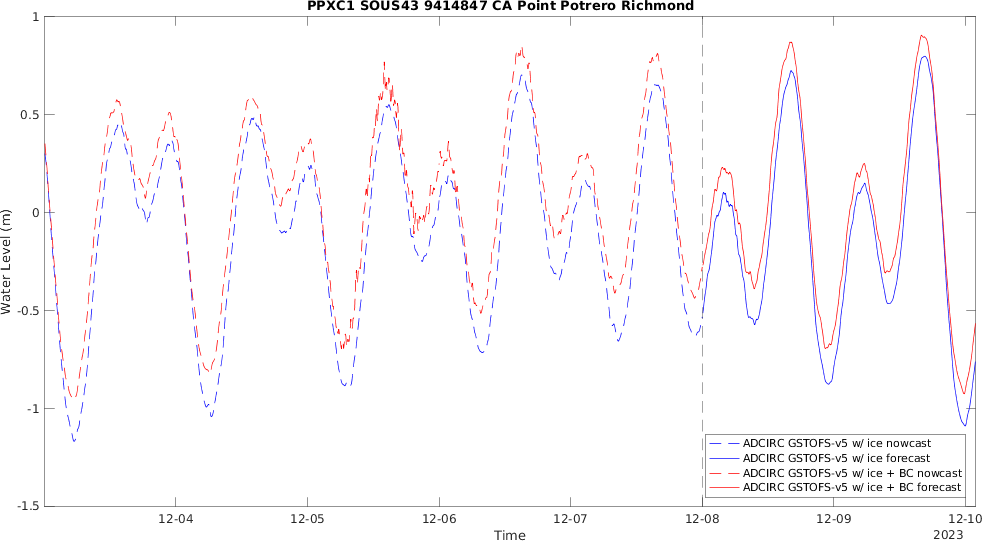 PPXC1 SOUS43 9414847 CA Point Potrero Richmond
1
0.5
0
-0.5
-1
-1.5
Water Level (m)
12-04 12-05 12-06 12-07 12-08 12-09 12-10
Time
2023
ADCIRC GSTOFS-v5 w/ ice nowcast
ADCIRC GSTOFS-v5 w/ ice forecast
ADCIRC GSTOFS-v5 w/ ice + BC nowcast
ADCIRC GSTOFS-v5 w/ ice + BC forecast